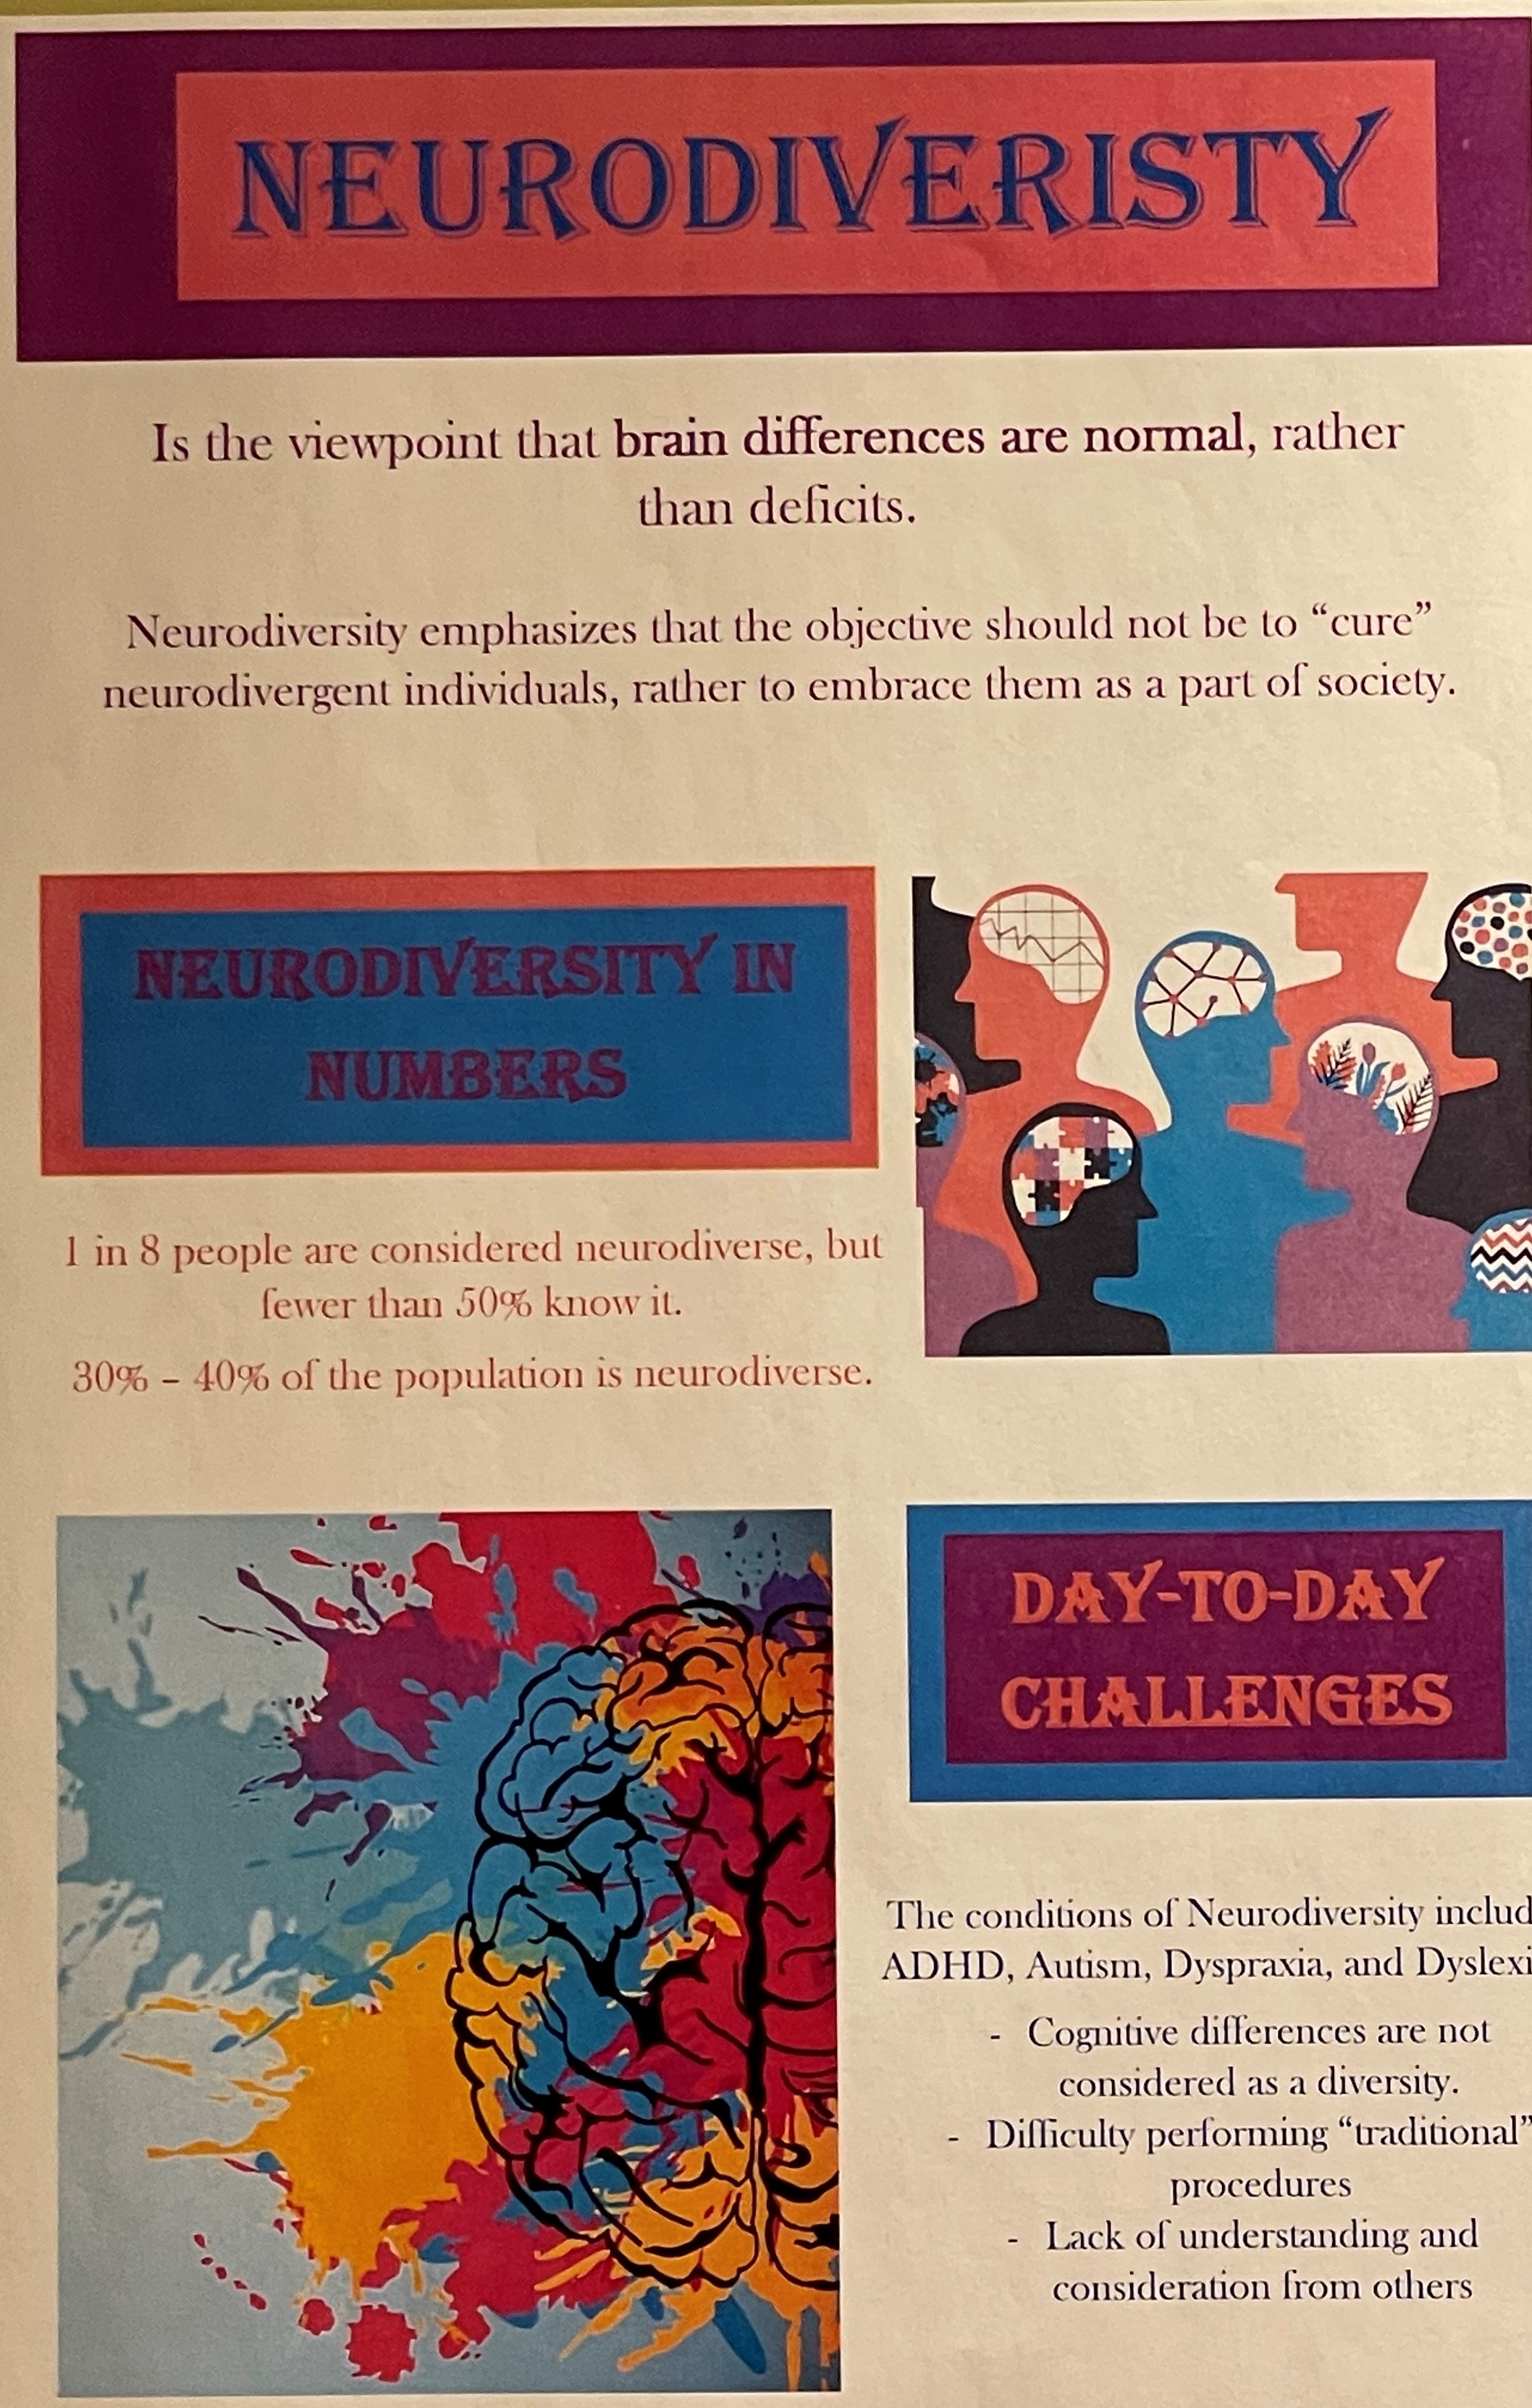 NEURODIVERISTY
Is the viewpoint that brain differences are normal, rather
than deficits.
Neurodiversity emphasizes that the objective should not be to “cure”
neurodivergent individuals, rather to embrace them as a part of society.
NEURODIVERSITY IN
NUMBERS
1 in 8 people are considered neurodiverse, but
fewer than 50% know it.
30% – 40% of the population is neurodiverse.
DAY-TO-DAY
CHALLENGES
The conditions of Neurodiversity includ
ADHD, Autism, Dyspraxia, and Dyslexi
- Cognitive differences are not
considered as a diversity.
- Difficulty performing “traditional”
procedures
- Lack of understanding and
consideration from others